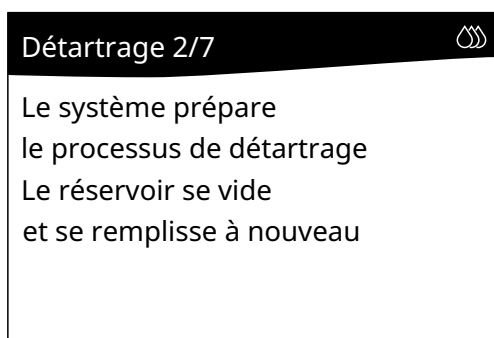 Détartrage 2/7
Le système prépare
le processus de détartrage
Le réservoir se vide
et se remplisse à nouveau